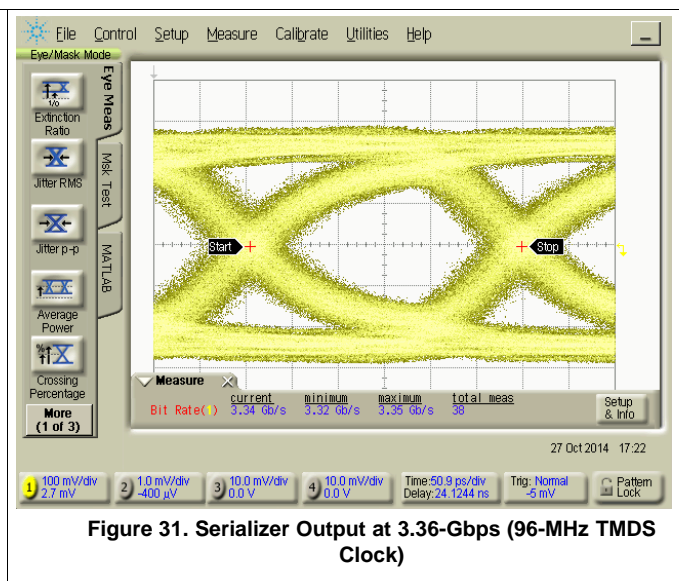 File Control Setup Measure Calibrate Utilities Help
Eye/Mask Mode
Extinction
Ratio
Jitter RMS
Jitter p-p
Average
Power
Crossing
Percentage
More
(1 of 3)
Eye Meas
Msk Test
MATLAB
Start
Stop
Measure
current minimum maximum total meas
Bit Rate(1) 3.34 Gb/s 3.32 Gb/s 3.35 Gb/s 38
Setup
& Info
27 Oct 2014 17:22
1 100 mV/div
2.7 mV
2 1.0 mV/div
-400 µV
3 10.0 mV/div
0.0 V
4 10.0 mV/div
0.0 V
Time:50.9 ps/div
Delay:24.1244 ns
Trig: Normal
-5 mV
Pattern
Lock
Figure 31. Serializer Output at 3.36-Gbps (96-MHz TMDS
Clock)